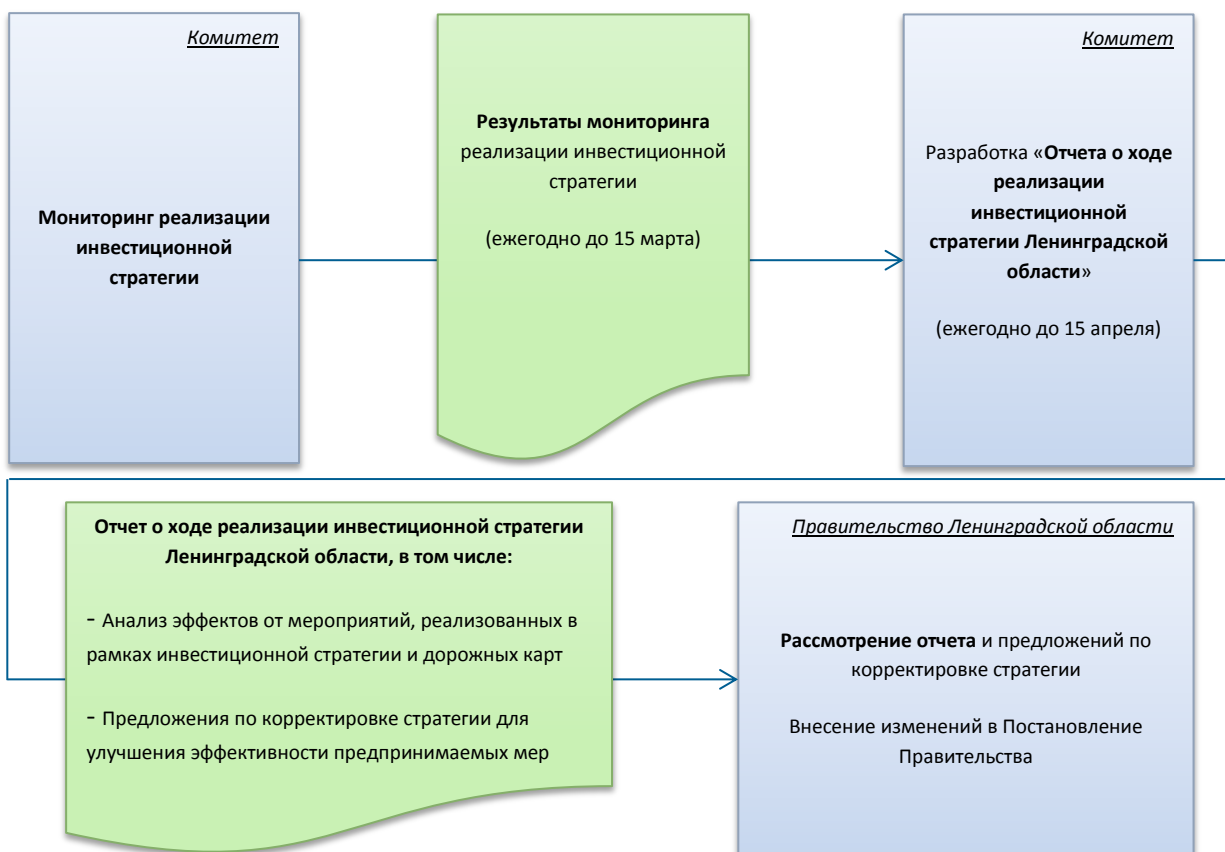 Комитет
Мониторинг реализации
инвестиционной
стратегии
Результаты мониторинга
реализации инвестиционной
стратегии
(ежегодно до 15 марта)
Комитет
Разработка «Отчета о ходе
реализации
инвестиционной
стратегии Ленинградской
области»
(ежегодно до 15 апреля)
Отчет о ходе реализации инвестиционной стратегии
Ленинградской области, в том числе:
- Анализ эффектов от мероприятий, реализованных в
рамках инвестиционной стратегии и дорожных карт
- Предложения по корректировке стратегии для
улучшения эффективности предпринимаемых мер
Правительство Ленинградской области
Рассмотрение отчета и предложений по
корректировке стратегии
Внесение изменений в Постановление
Правительства